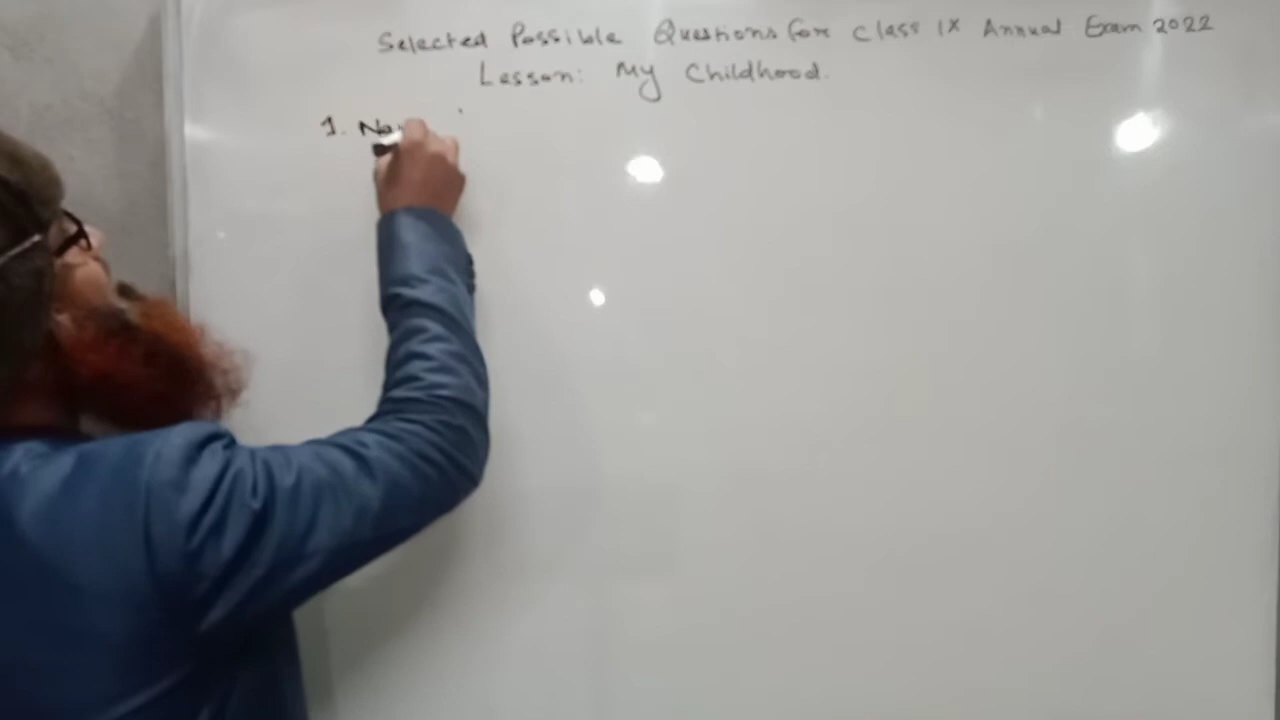 Selected Possible Questions for Class IX Annual Exam 2022
Lesson: My Childhood.
1.